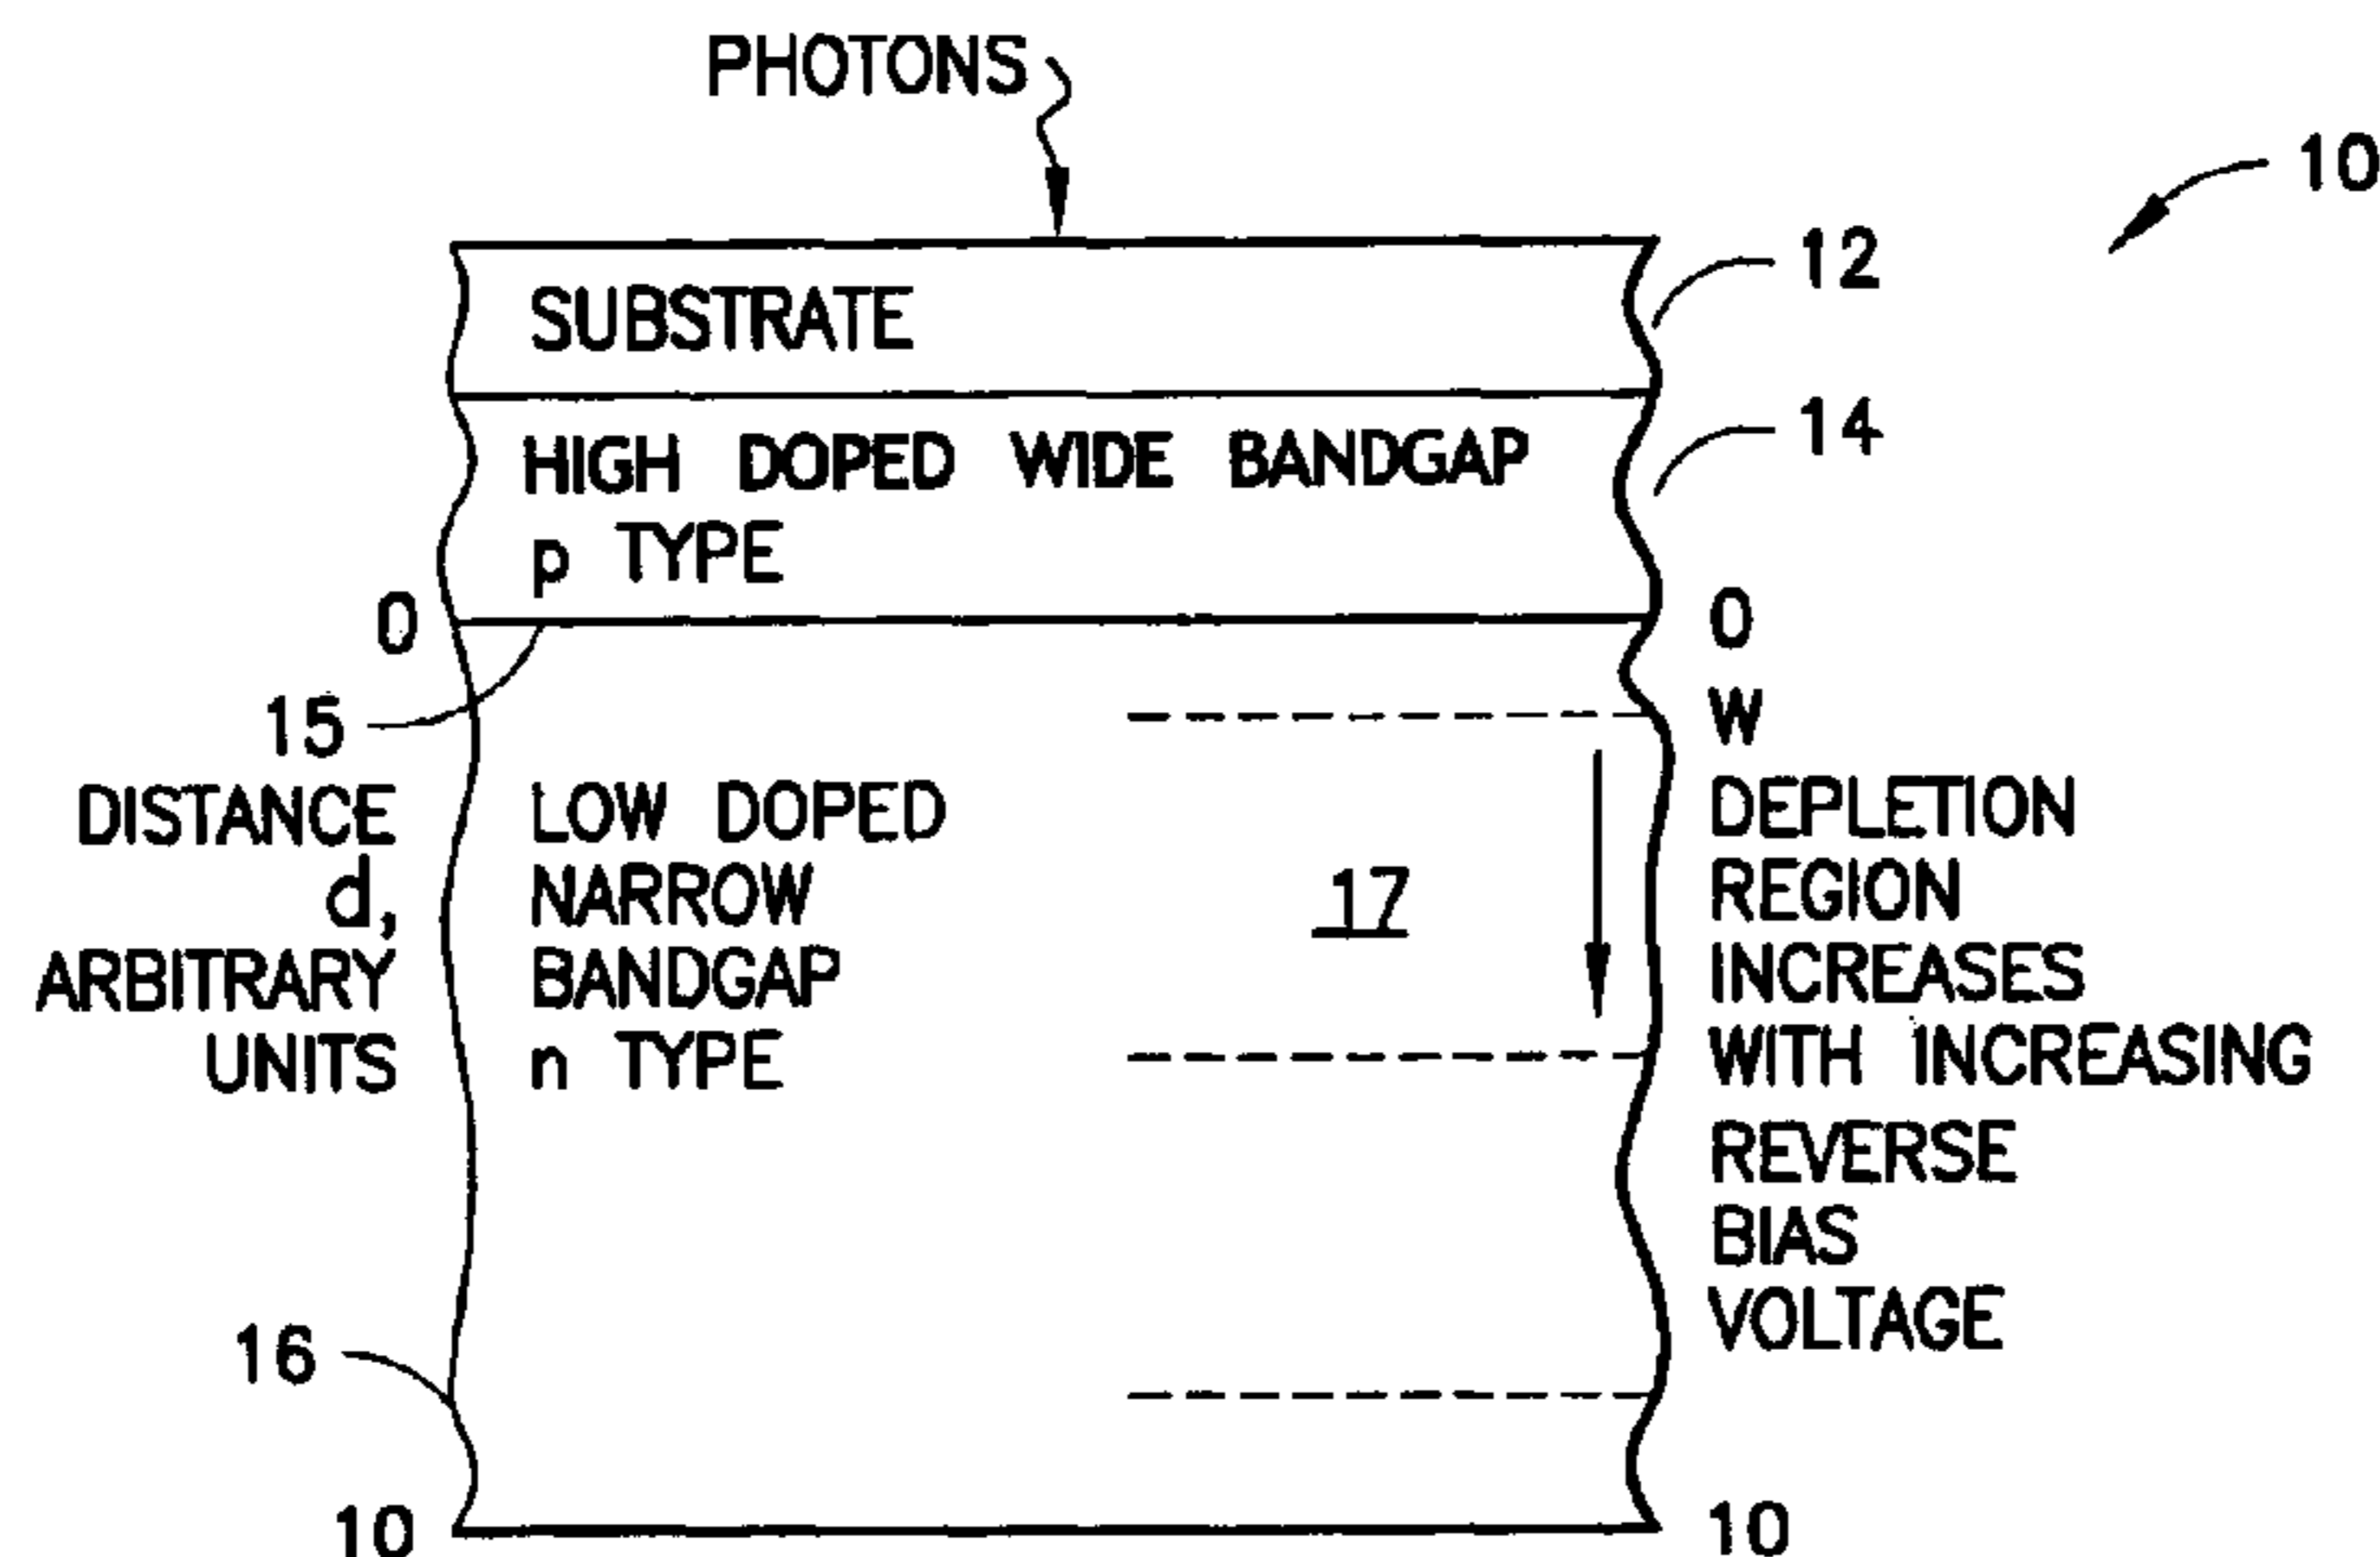 PHOTONS
10
12
SUBSTRATE
14
HIGH DOPED WIDE BANDGAP
p TYPE
0
0
15
W
DISTANCE
d,
ARBITRARY
UNITS
LOW DOPED
NARROW
BANDGAP
n TYPE
17
DEPLETION
REGION
INCREASES
WITH INCREASING
REVERSE
BIAS
VOLTAGE
16
10
10